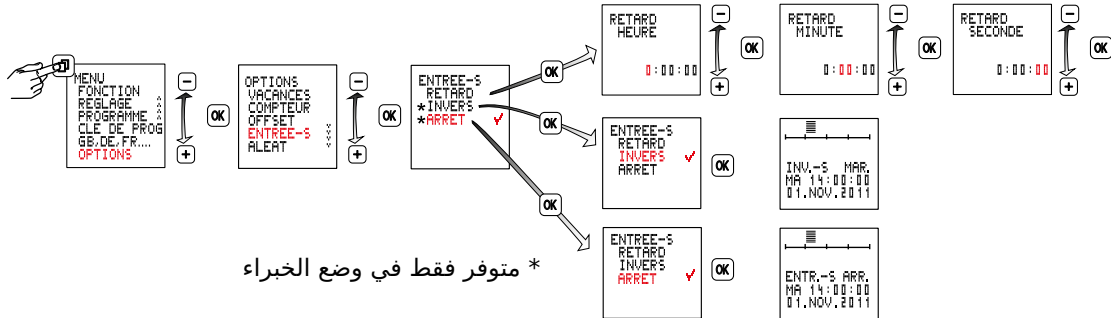 MENU
FONCTION
REGLAGE
PROGRAMME
CLE DE PROG
GB,DE,FR....
OPTIONS
−
+
OK
OPTIONS
VACANCES
COMPTEUR
OFFSET
ENTREE-S
ALEAT
−
+
OK
ENTREE-S
RETARD
*INVERS
*ARRET ✓
OK
RETARD
HEURE
0:00:00
−
+
OK
RETARD
MINUTE
0:00:00
−
+
OK
RETARD
SECONDE
0:00:00
−
+
OK
OK
ENTREE-S
RETARD
INVERS ✓
ARRET
OK
INV.-S MAR.
MA 14:00:00
01.NOV.2011
OK
ENTREE-S
RETARD
INVERS
ARRET ✓
OK
ENTR.-S ARR.
MA 14:00:00
01.NOV.2011
* متوفر فقط في وضع الخبراء